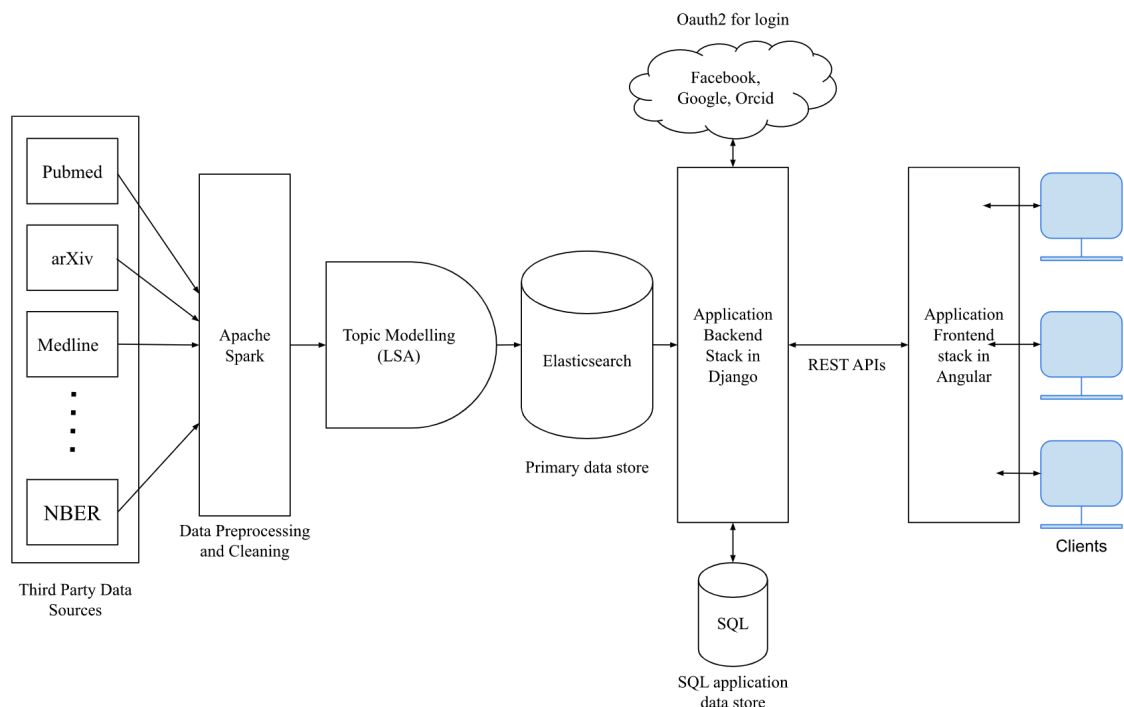 Oauth2 for login
Facebook,
Google, Orcid
Pubmed
arXiv
Medline
NBER
Third Party Data
Sources
Apache
Spark
Data Preprocessing
and Cleaning
Topic Modelling
(LSA)
Elasticsearch
Primary data store
Application
Backend
Stack in
Django
SQL
SQL application
data store
REST APIs
Application
Frontend
stack in
Angular
Clients